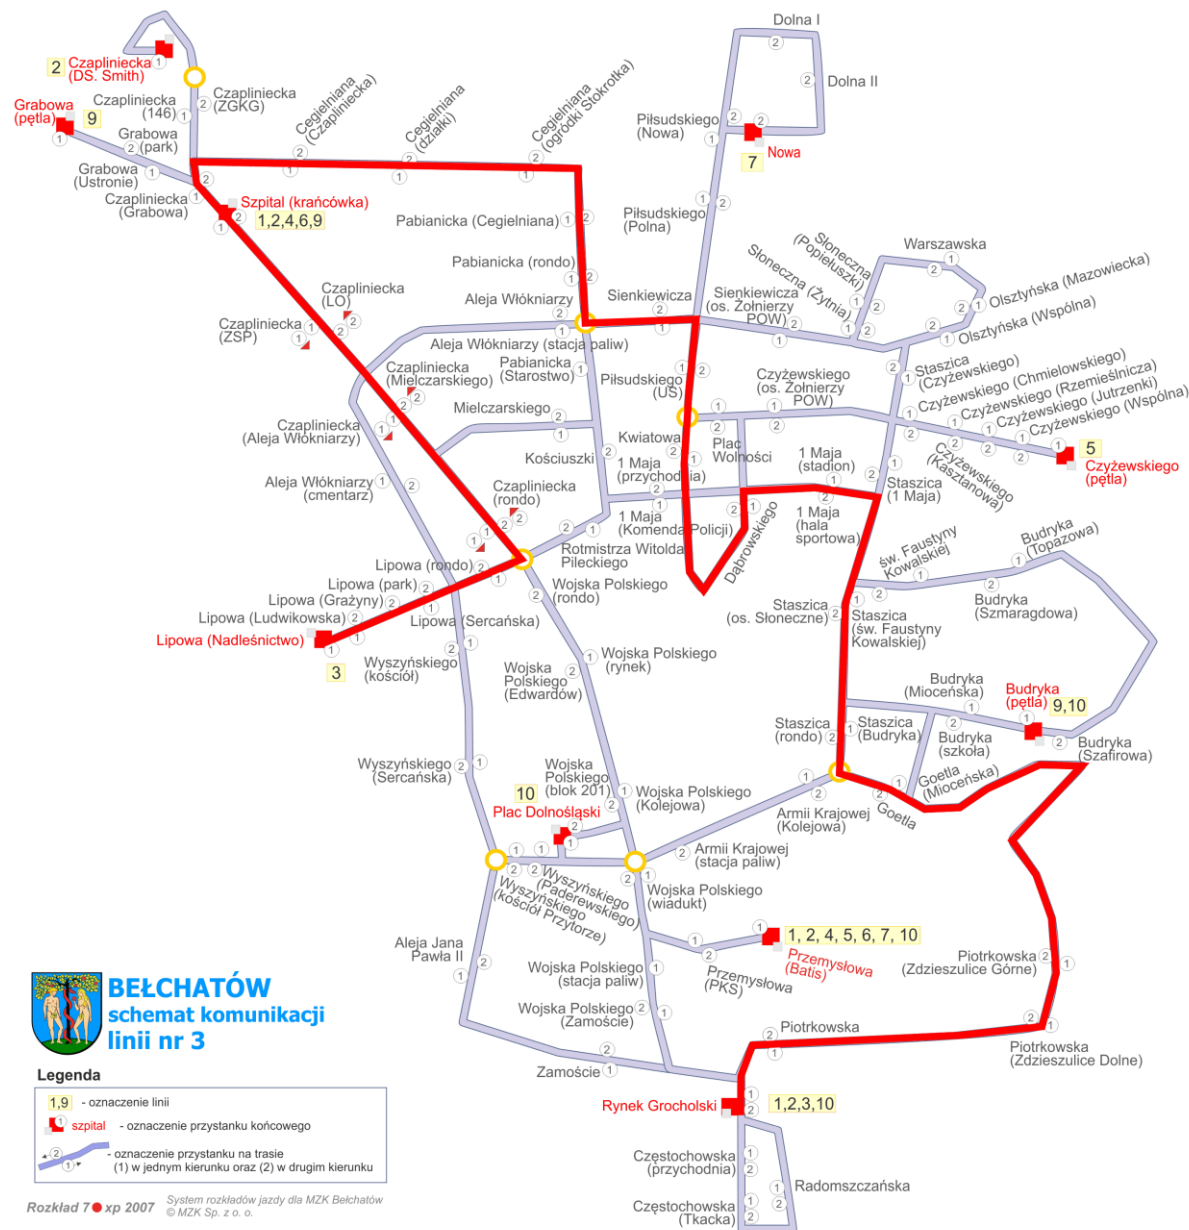 Dolna I
Dolna II
2
Czapliniecka
(DS. Smith)
Czapliniecka
(ZGKG)
Czapliniecka
(146)
Grabowa
(pętla)
9
Grabowa
(park)
Grabowa
(Ustronie)
Czapliniecka
(Grabowa)
Cegielniana
(Czapliniecka)
Cegielniana
(działki)
Cegielniana
(ogródki Stokrotka)
Piłsudskiego
(Nowa)
Nowa
7
Szpital (krańcówka)
1,2,4,6,9
Pabianicka (Cegielniana)
Piłsudskiego
(Polna)
Pabianicka (rondo)
Słoneczna
(Popiełuszki)
Słoneczna (Żytnia)
Warszawska
Olsztyńska (Mazowiecka)
Olsztyńska (Wspólna)
Czapliniecka
(LO)
Czapliniecka
(ZSP)
Aleja Włókniarzy
Sienkiewicza
Sienkiewicza
(os. Żołnierzy
POW)
Aleja Włókniarzy (stacja paliw)
Pabianicka
(Starostwo)
Czapliniecka
(Mielczarskiego)
Piłsudskiego
(US)
Czyżewskiego
(os. Żołnierzy
POW)
Staszica
(Czyżewskiego)
Czyżewskiego (Chmielowskiego)
Czyżewskiego (Rzemieślnicza)
Czyżewskiego (Jutrzenki)
Czyżewskiego (Wspólna)
5
Czyżewskiego
(pętla)
Czyżewskiego
(Kasztanowa)
Mielczarskiego
Czapliniecka
(Aleja Włókniarzy)
Kwiatowa
Plac
Wolności
Kościuszki
1 Maja
(przychodnia)
1 Maja
(stadion)
Staszica
(1 Maja)
Aleja Włókniarzy
(cmentarz)
Czapliniecka
(rondo)
1 Maja
(Komenda Policji)
Dąbrowskiego
1 Maja
(hala
sportowa)
Rotmistrza Witolda
Pileckiego
św. Faustyny
Kowalskiej
Budryka
(Topazowa)
Budryka
(Szmaragdowa)
Lipowa (rondo)
Lipowa (park)
Lipowa (Grażyny)
Lipowa (Ludwikowska)
Lipowa (Sercańska)
Lipowa (Nadleśnictwo)
3
Wojska Polskiego
(rondo)
Staszica
(os. Słoneczne)
Staszica
(św. Faustyny
Kowalskiej)
Wyszyńskiego
(kościół)
Wojska
Polskiego
(Edwardów)
Wojska Polskiego
(rynek)
Budryka
(Mioceńska)
Budryka
(pętla)
9,10
Budryka
(szkoła)
Budryka
(Szafirowa)
Staszica
(rondo)
Staszica
(Budryka)
Goetla
(Mioceńska)
Goetla
Wyszyńskiego
(Sercańska)
Wojska
Polskiego
(blok 201)
10
Plac Dolnośląski
Wojska Polskiego
(Kolejowa)
Armii Krajowej
(Kolejowa)
Armii Krajowej
(stacja paliw)
Wyszyńskiego
(Paderewskiego)
Wyszyńskiego
(kościół Przytorze)
Wojska Polskiego
(wiadukt)
1, 2, 4, 5, 6, 7, 10
Przemysłowa
(Batis)
Przemysłowa
(PKS)
Aleja Jana
Pawła II
Wojska Polskiego
(stacja paliw)
Wojska Polskiego
(Zamoście)
Zamoście
Piotrkowska
(Zdzieszulice Górne)
Piotrkowska
Piotrkowska
(Zdzieszulice Dolne)
Rynek Grocholski
1,2,3,10
Częstochowska
(przychodnia)
Częstochowska
(Tkacka)
Radomszczańska
BEŁCHATÓW
schemat komunikacji
linii nr 3
Legenda
1,9 - oznaczenie linii
1 szpital - oznaczenie przystanku końcowego
2 1 - oznaczenie przystanku na trasie
(1) w jednym kierunku oraz (2) w drugim kierunku
Rozkład 7 xp 2007
System rozkładów jazdy dla MZK Bełchatów
© MZK Sp. z o. o.